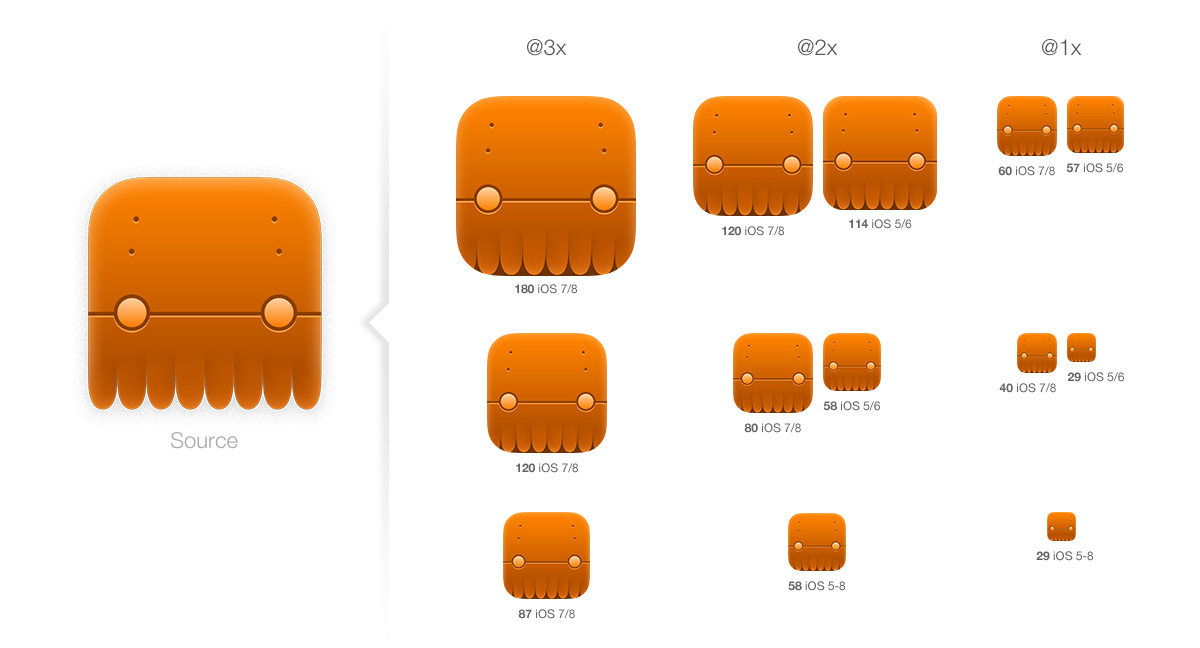 @3x
@2x
@1x
180 iOS 7/8
120 iOS 7/8
114 iOS 5/6
60 iOS 7/8
57 iOS 5/6
Source
120 iOS 7/8
80 iOS 7/8
58 iOS 5/6
40 iOS 7/8
29 iOS 5/6
87 iOS 7/8
58 iOS 5-8
29 iOS 5-8